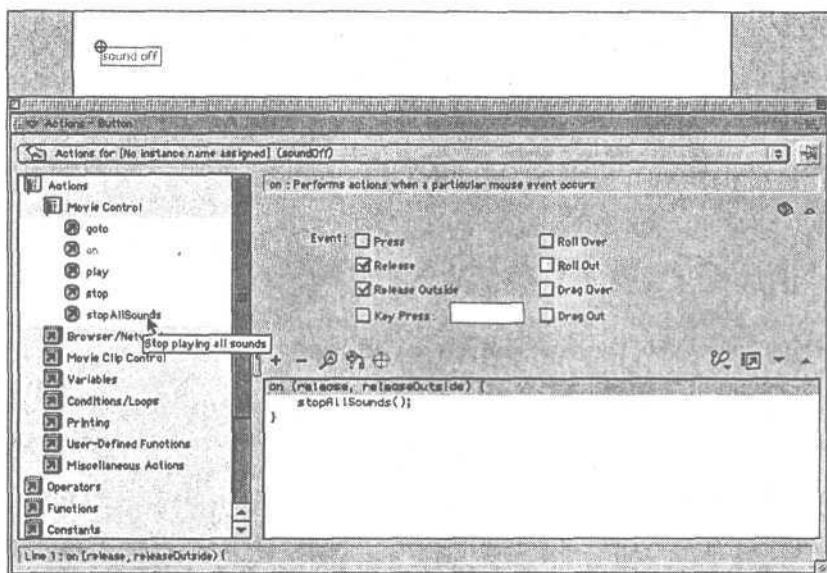 sound off
Actions - Button
Actions for [No instance name assigned] (soundOff)
Actions
Movie Control
goto
on
play
stop
stopAllSounds
Browser/Netw
Stop playing all sounds
Movie Clip Control
Variables
Conditions/Loops
Printing
User-Defined Functions
Miscellaneous Actions
Operators
Functions
Constants
on : Performs actions when a particular mouse event occurs
Event: Press
Roll Over
Release
Roll Out
Release Outside
Drag Over
Key Press:
Drag Out
on (release, releaseOutside) {
stopAllSounds();
}
Line 1: on (release, releaseOutside) {